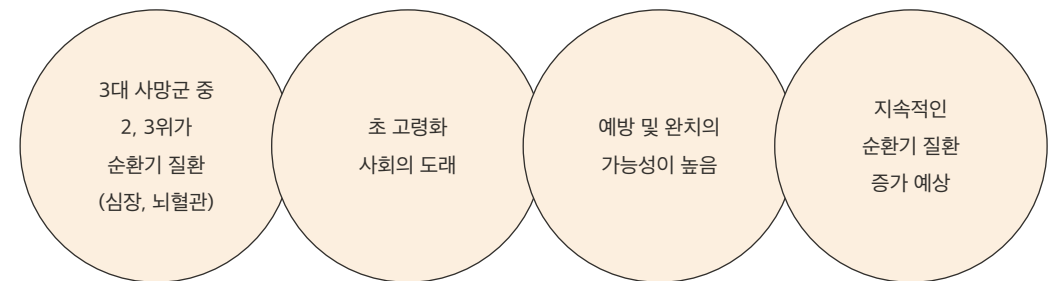 3대 사망군 중
2, 3위가
순환기 질환
(심장, 뇌혈관)
초 고령화
사회의 도래
예방 및 완치의
가능성이 높음
지속적인
순환기 질환
증가 예상